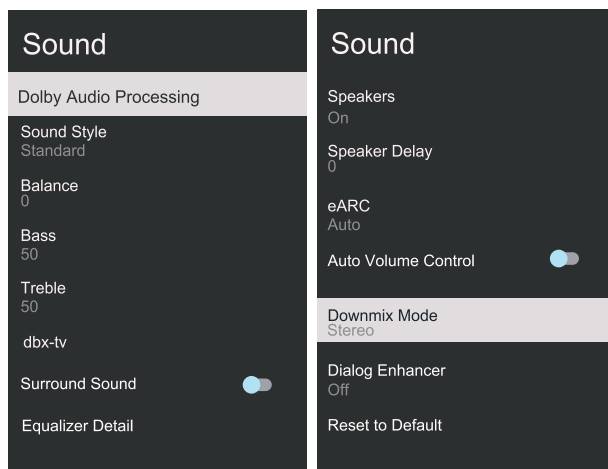 Sound
Dolby Audio Processing
Sound Style
Standard
Balance
0
Bass
50
Treble
50
dbx-tv
Surround Sound
Equalizer Detail
Sound
Speakers
On
Speaker Delay
0
eARC
Auto
Auto Volume Control
Downmix Mode
Stereo
Dialog Enhancer
Off
Reset to Default